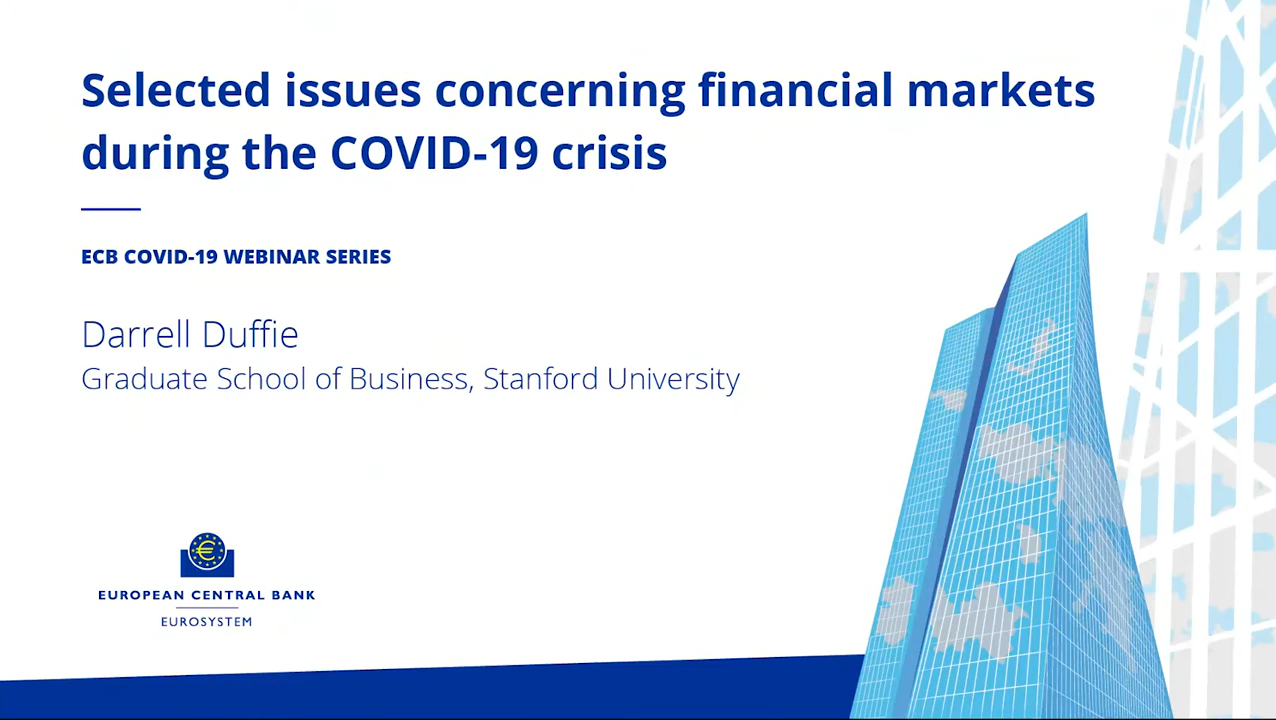 Selected issues concerning financial markets
during the COVID-19 crisis
ECB COVID-19 WEBINAR SERIES
Darrell Duffie
Graduate School of Business, Stanford University
€
EUROPEAN CENTRAL BANK
EUROSYSTEM